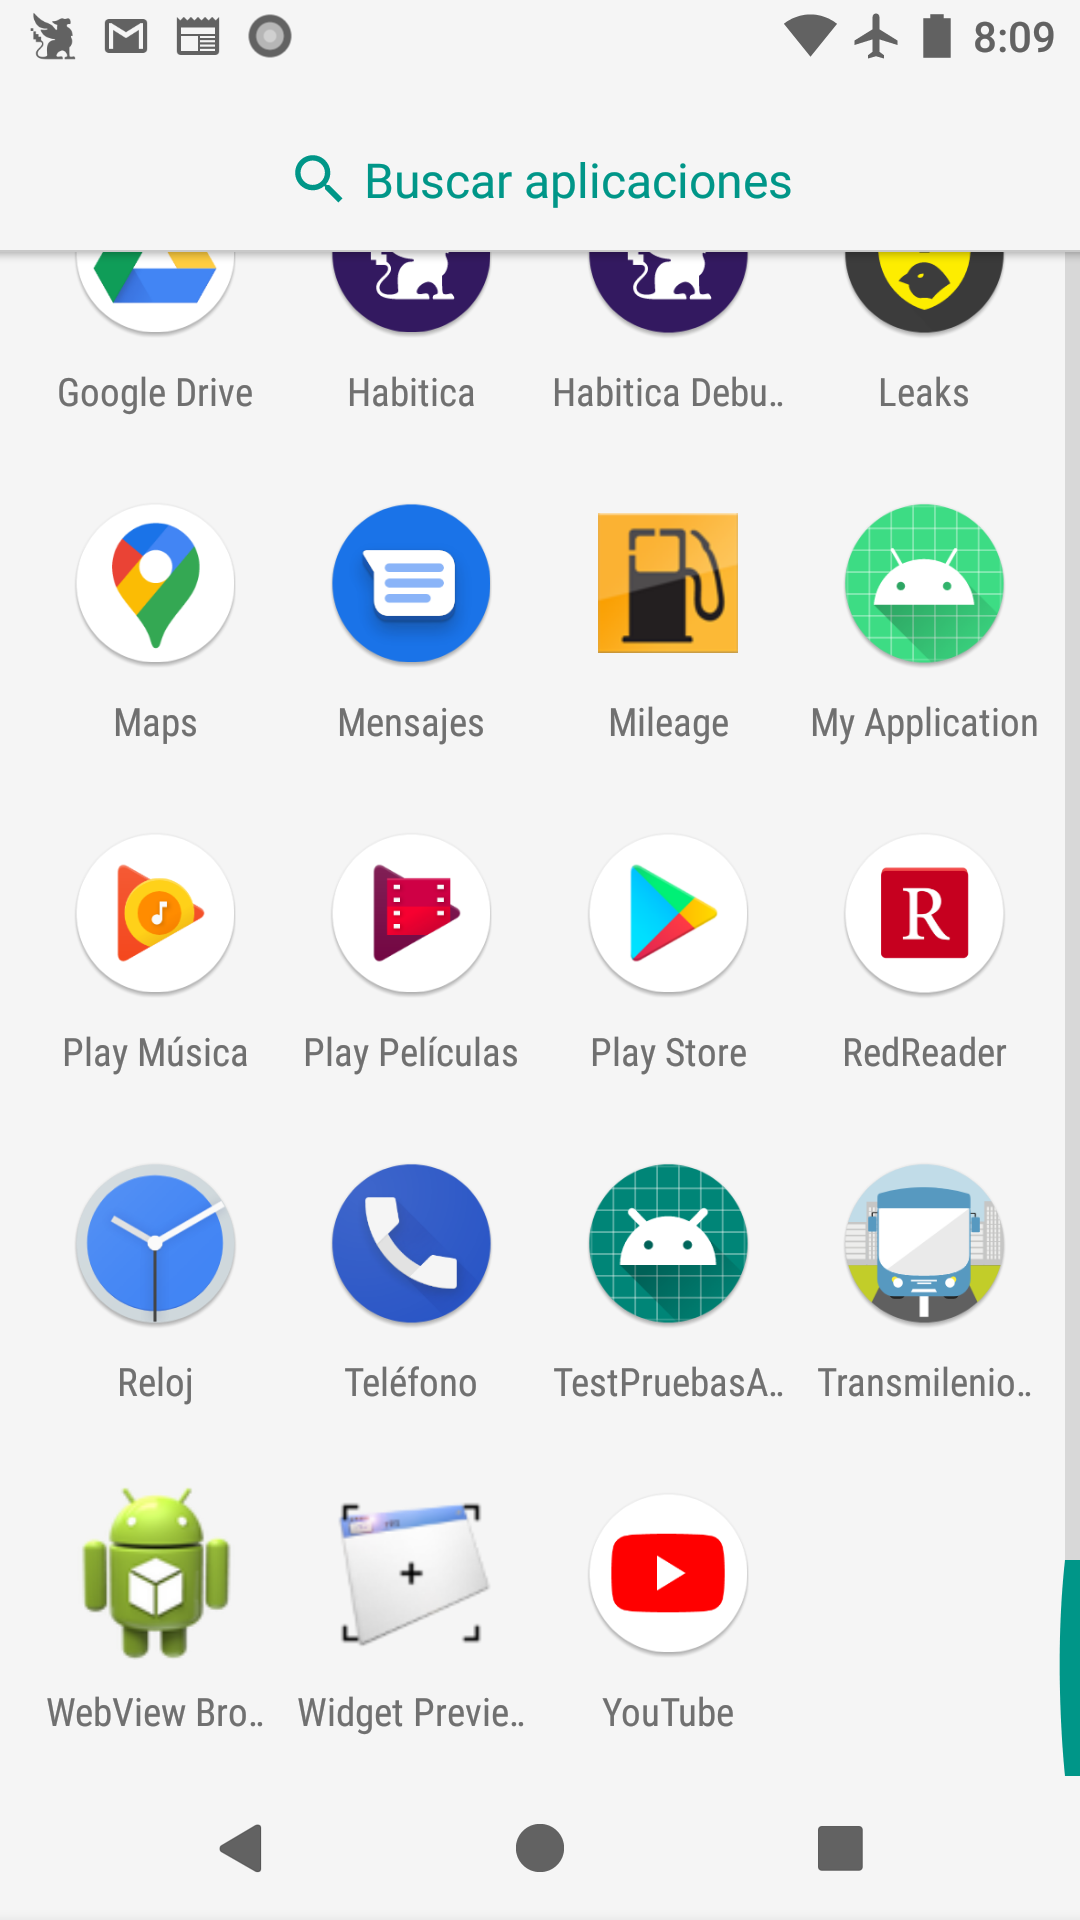 8:09
Buscar aplicaciones
Google Drive
Habitica
Habitica Debu..
Leaks
Maps
Mensajes
Mileage
My Application
Play Música
Play Películas
Play Store
R
RedReader
Reloj
Teléfono
TestPruebasA..
Transmilenio..
WebView Bro..
Widget Previe..
YouTube